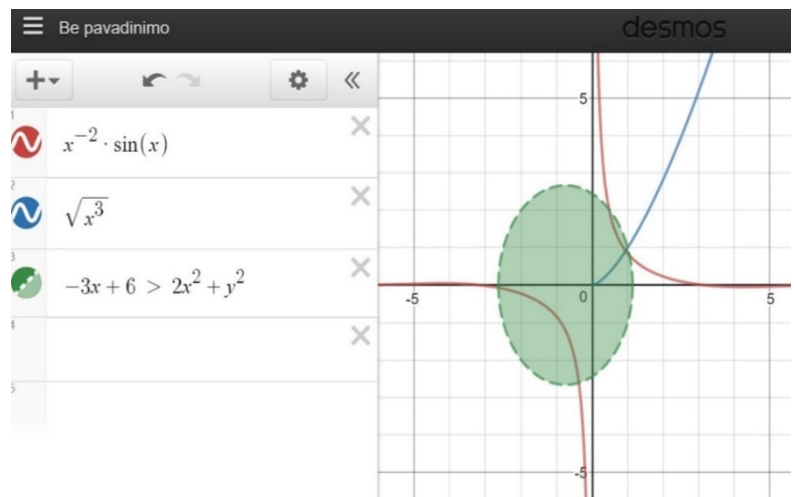 Be pavadinimo
desmos
1
x^{-2} · sin(x)
2
√x^3
3
-3x + 6 > 2x^2 + y^2
4
5
5
-5
0
5
-5